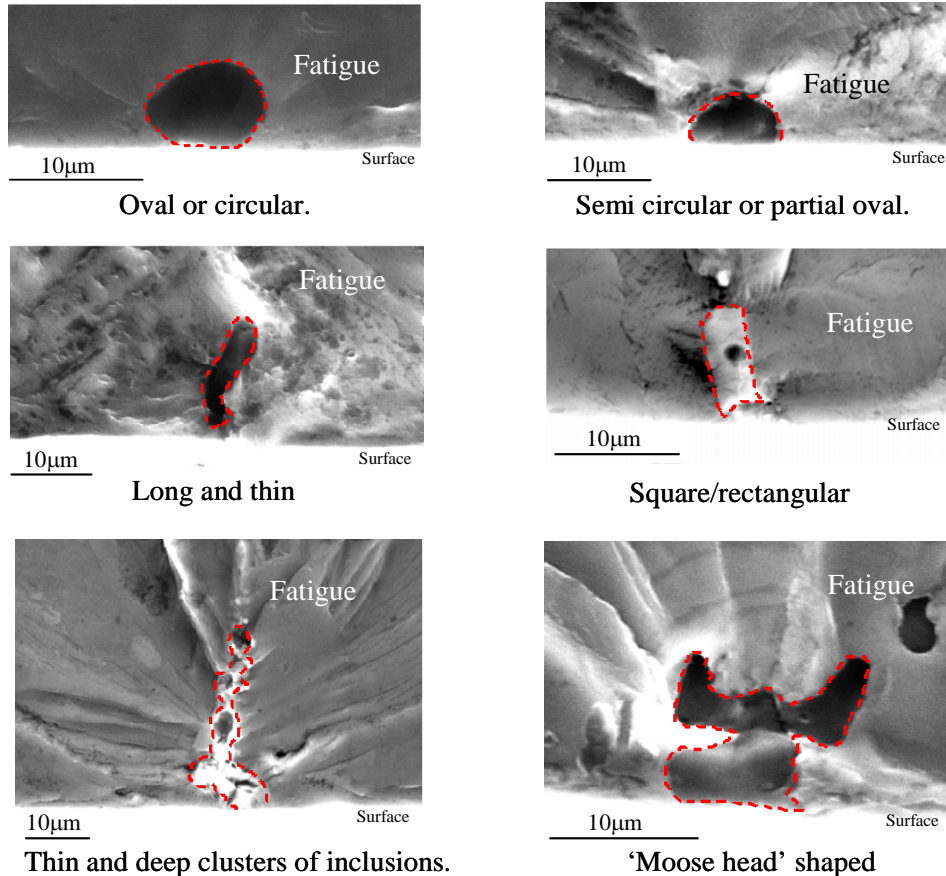 Fatigue
10μm
Surface
Oval or circular.
Fatigue
10μm
Surface
Semi circular or partial oval.
Fatigue
10μm
Surface
Long and thin
Fatigue
10μm
Surface
Square/rectangular
Fatigue
10μm
Surface
Thin and deep clusters of inclusions.
Fatigue
10μm
Surface
‘Moose head’ shaped